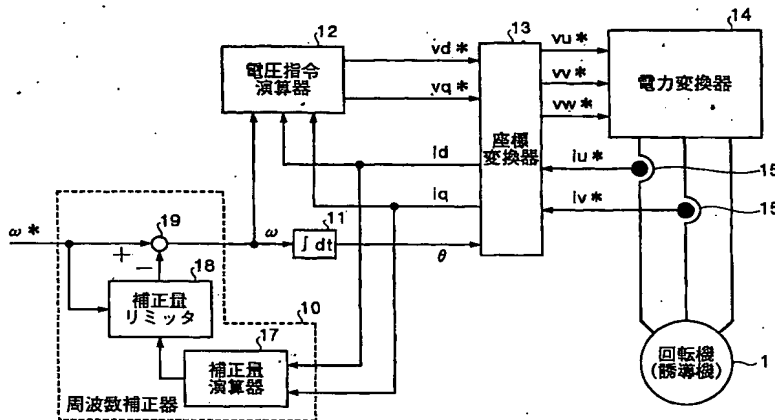 12
電圧指令
演算器
vd*
vq*
13
座標
変換器
vu*
vv*
vw*
14
電力変換器
id
iq
iu*
iv*
15
15
ω*
19
+
−
ω
11
∫dt
θ
18
補正量
リミッタ
10
17
補正量
演算器
周波数補正器
回転機
(誘導機)
1